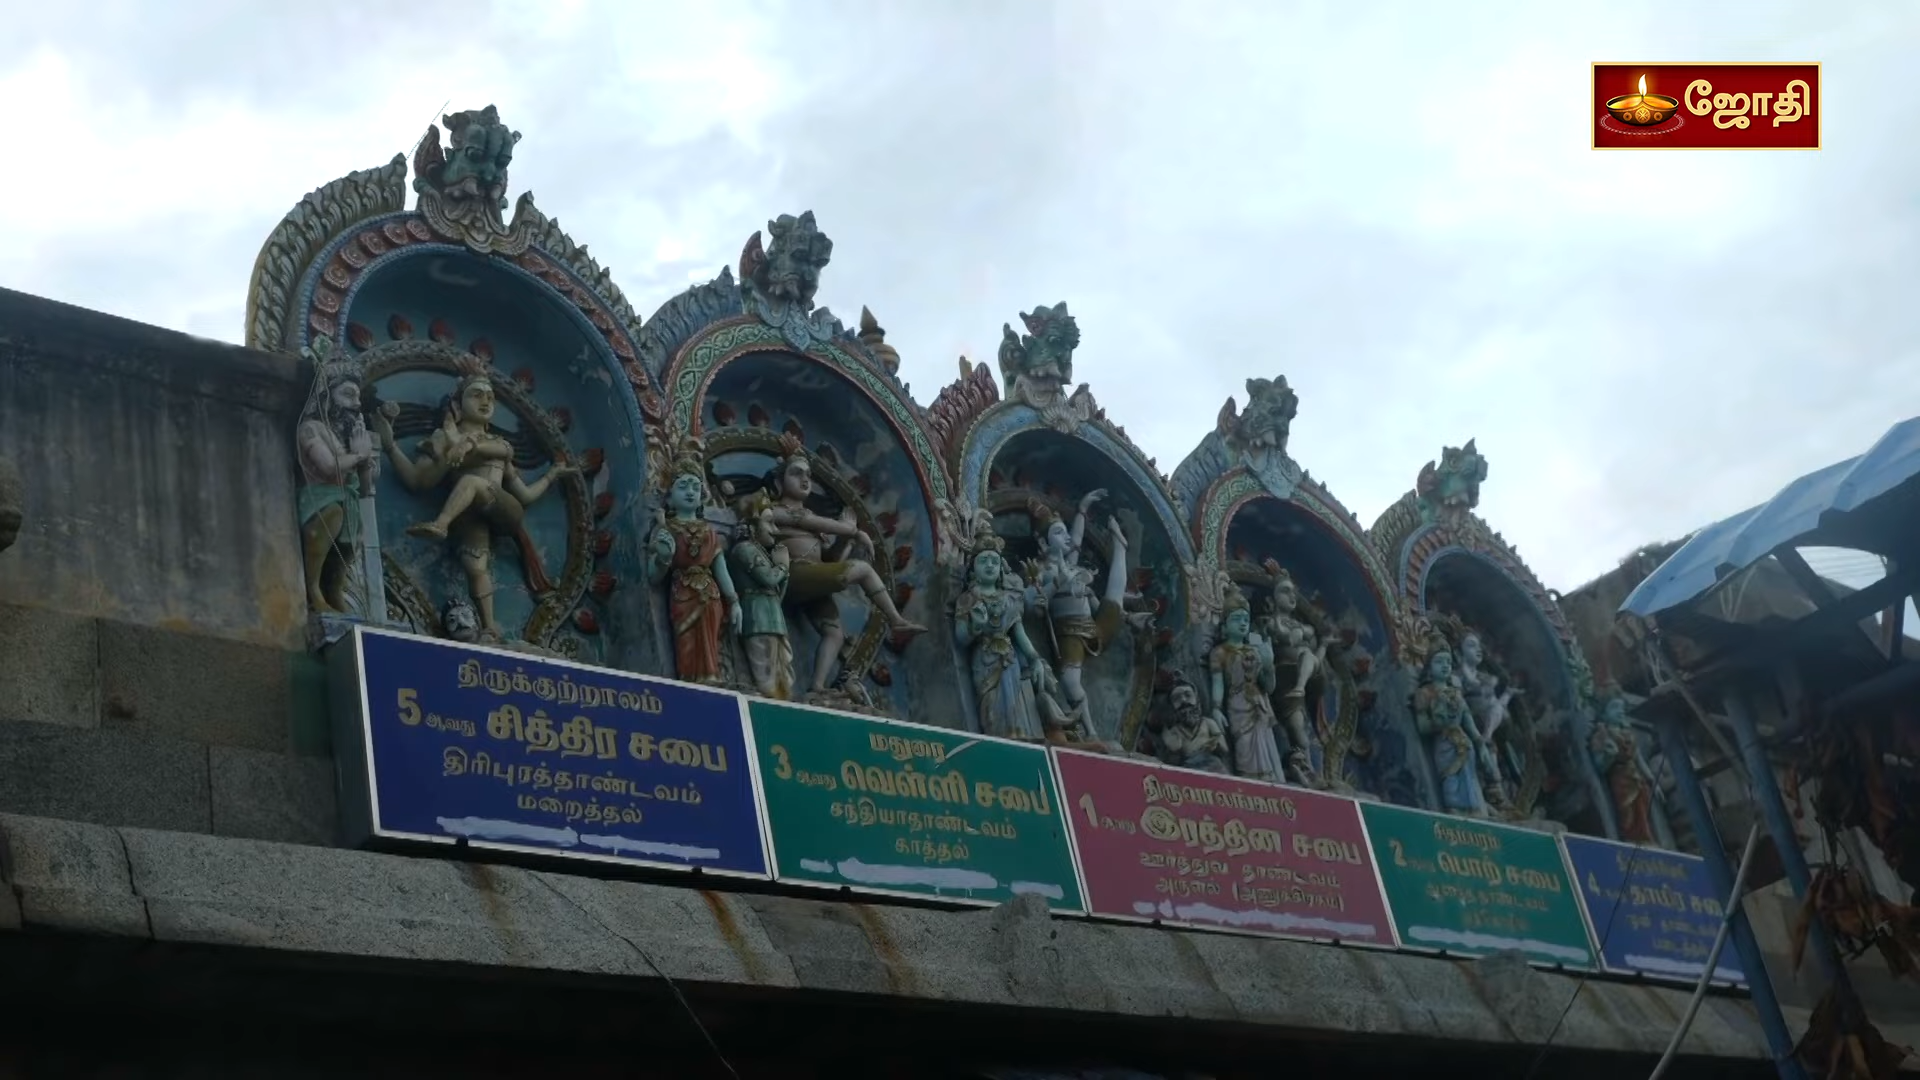 ஜோதி
திருக்குற்றாலம்
5 ஆவது சித்திர சபை
திரிபுரத்தாண்டவம்
மறைத்தல்
மதுரை
3 ஆவது வெள்ளி சபை
சந்தியாதாண்டவம்
காத்தல்
திருவாலங்காடு
1 ஆவது இரத்தின சபை
ஊர்த்துவ தாண்டவம்
அருளல் (அனுக்கிரகம்)
சிதம்பரம்
2 ஆவது பொற் சபை
4 ஆவது தாமிர சபை